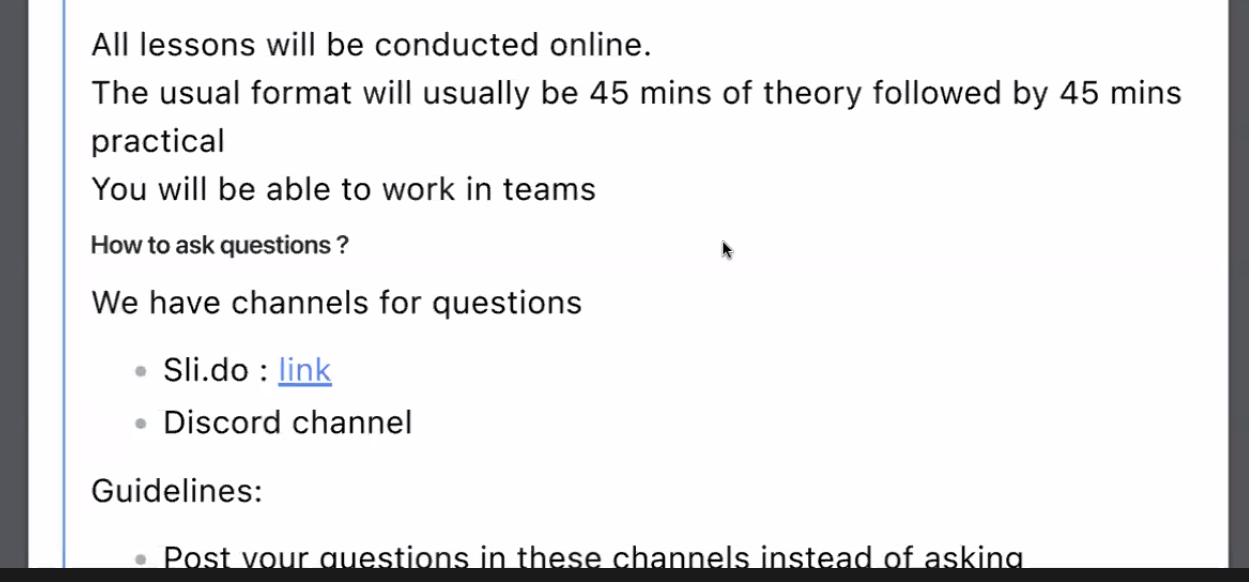 All lessons will be conducted online.
The usual format will usually be 45 mins of theory followed by 45 mins
practical
You will be able to work in teams
How to ask questions ?
We have channels for questions
Sli.do : link
Discord channel
Guidelines:
Post your questions in these channels instead of asking